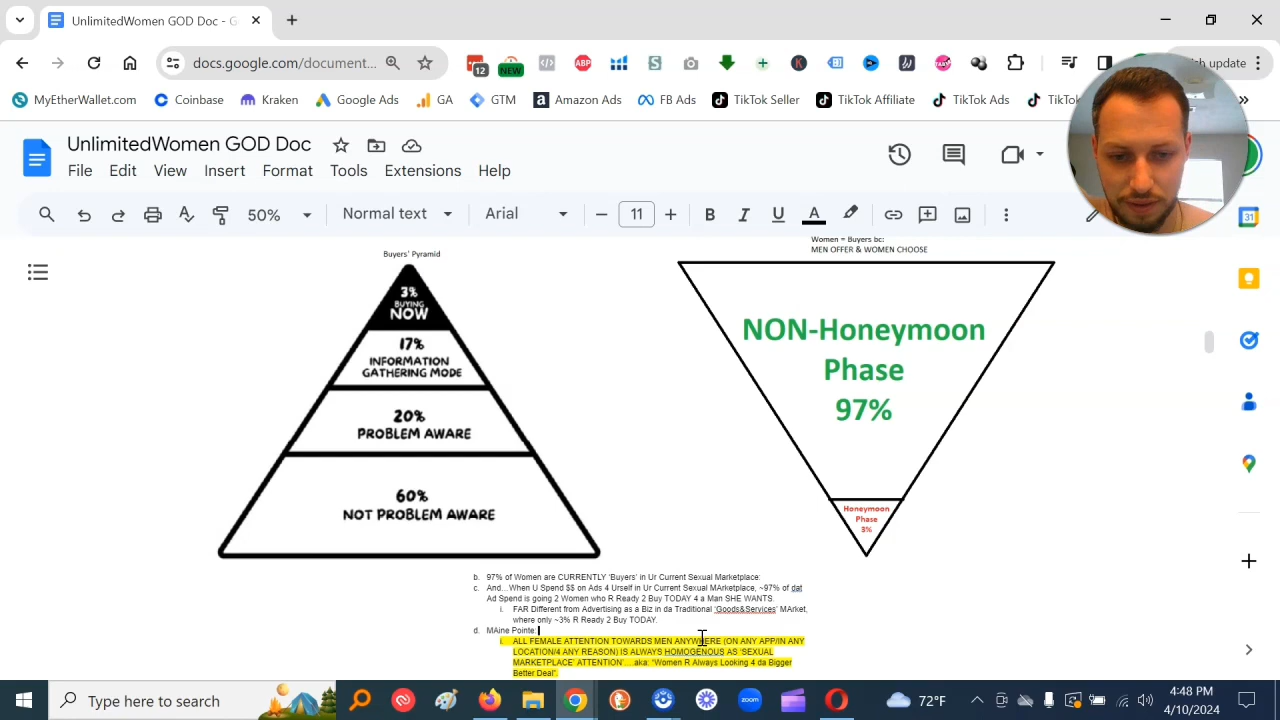 UnlimitedWomen GOD Doc - G
docs.google.com/document...
12
NEW
ABP
update
MyEtherWallet.com
Coinbase
Kraken
Google Ads
GA
GTM
Amazon Ads
FB Ads
TikTok Seller
TikTok Affiliate
TikTok Ads
UnlimitedWomen GOD Doc
File
Edit
View
Insert
Format
Tools
Extensions
Help
50%
Normal text
Arial
11
31
Buyers' Pyramid
3%
BUYING
NOW
17%
INFORMATION
GATHERING MODE
20%
PROBLEM AWARE
60%
NOT PROBLEM AWARE
Women = Buyers bc:
MEN OFFER & WOMEN CHOOSE
NON-Honeymoon
Phase
97%
Honeymoon
Phase
3%
b. 97% of Women are CURRENTLY 'Buyers' in Ur Current Sexual Marketplace:
c. And...When U Spend $$ on Ads 4 Urself in Ur Current Sexual MArketplace, ~97% of dat
Ad Spend is going 2 Women who R Ready 2 Buy TODAY 4 a Man SHE WANTS.
i. FAR Different from Advertising as a Biz in da Traditional 'Goods&Services' MArket,
where only ~3% R Ready 2 Buy TODAY.
d. MAine Pointe:
i. ALL FEMALE ATTENTION TOWARDS MEN ANYWHERE (ON ANY APP/IN ANY
LOCATION/4 ANY REASON) IS ALWAYS HOMOGENOUS AS 'SEXUAL
MARKETPLACE' ATTENTION'....aka: "Women R Always Looking 4 da Bigger
Better Deal".
Type here to search
zoom
72°F
4:48 PM
4/10/2024